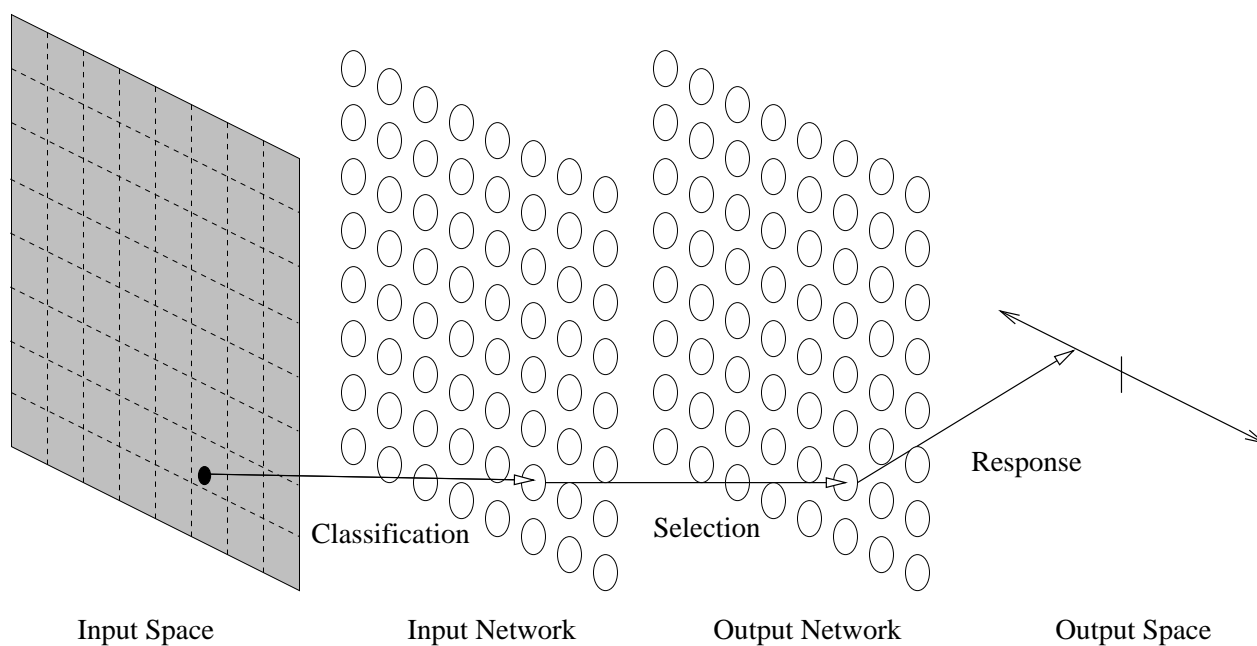 Classification
Selection
Response
Input Space
Input Network
Output Network
Output Space